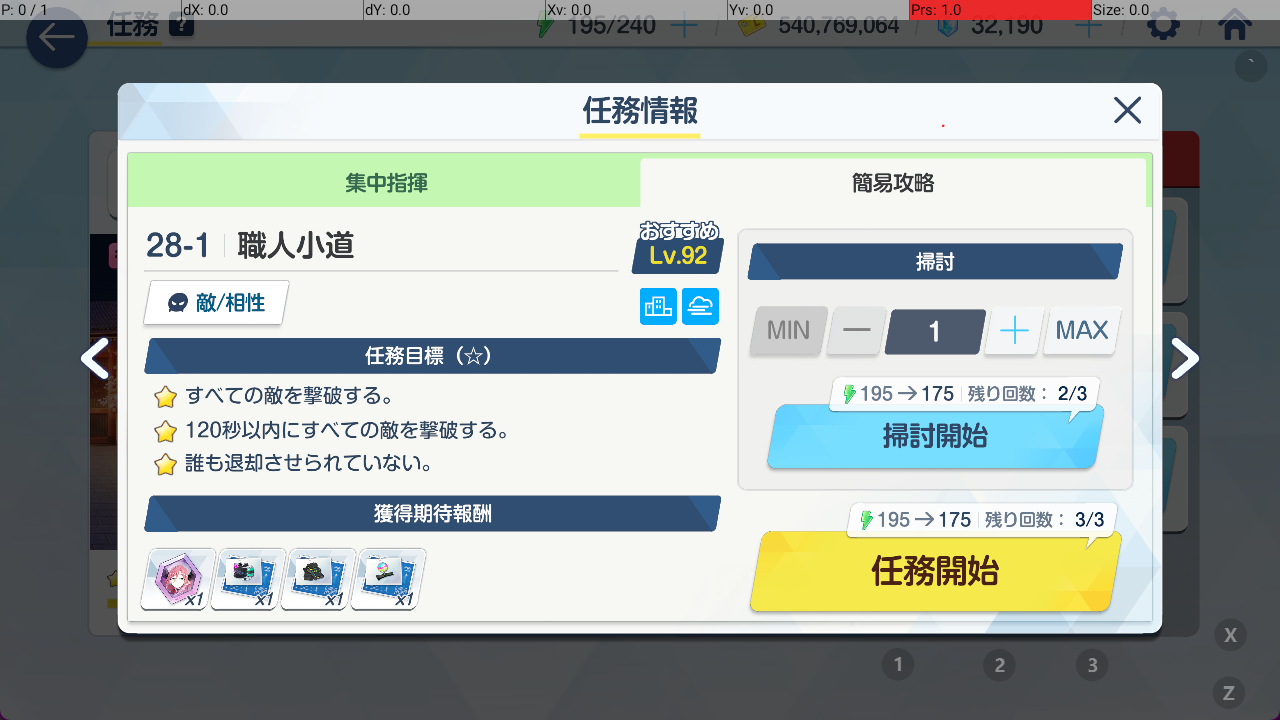 P: 0 / 1 dX: 0.0 dY: 0.0 Xv: 0.0 Yv: 0.0 Prs: 1.0 Size: 0.0
任務 ? 195/240 540,769,064 32,190
任務情報
集中指揮 簡易攻略
28-1 職人小道
おすすめ
Lv.92
敵/相性
任務目標(☆)
すべての敵を撃破する。
120秒以内にすべての敵を撃破する。
誰も退却させられていない。
獲得期待報酬
x1 x1 x1 x1
掃討
MIN 1 MAX
195→175 残り回数: 2/3
掃討開始
195→175 残り回数: 3/3
任務開始
X
1 2 3
Z